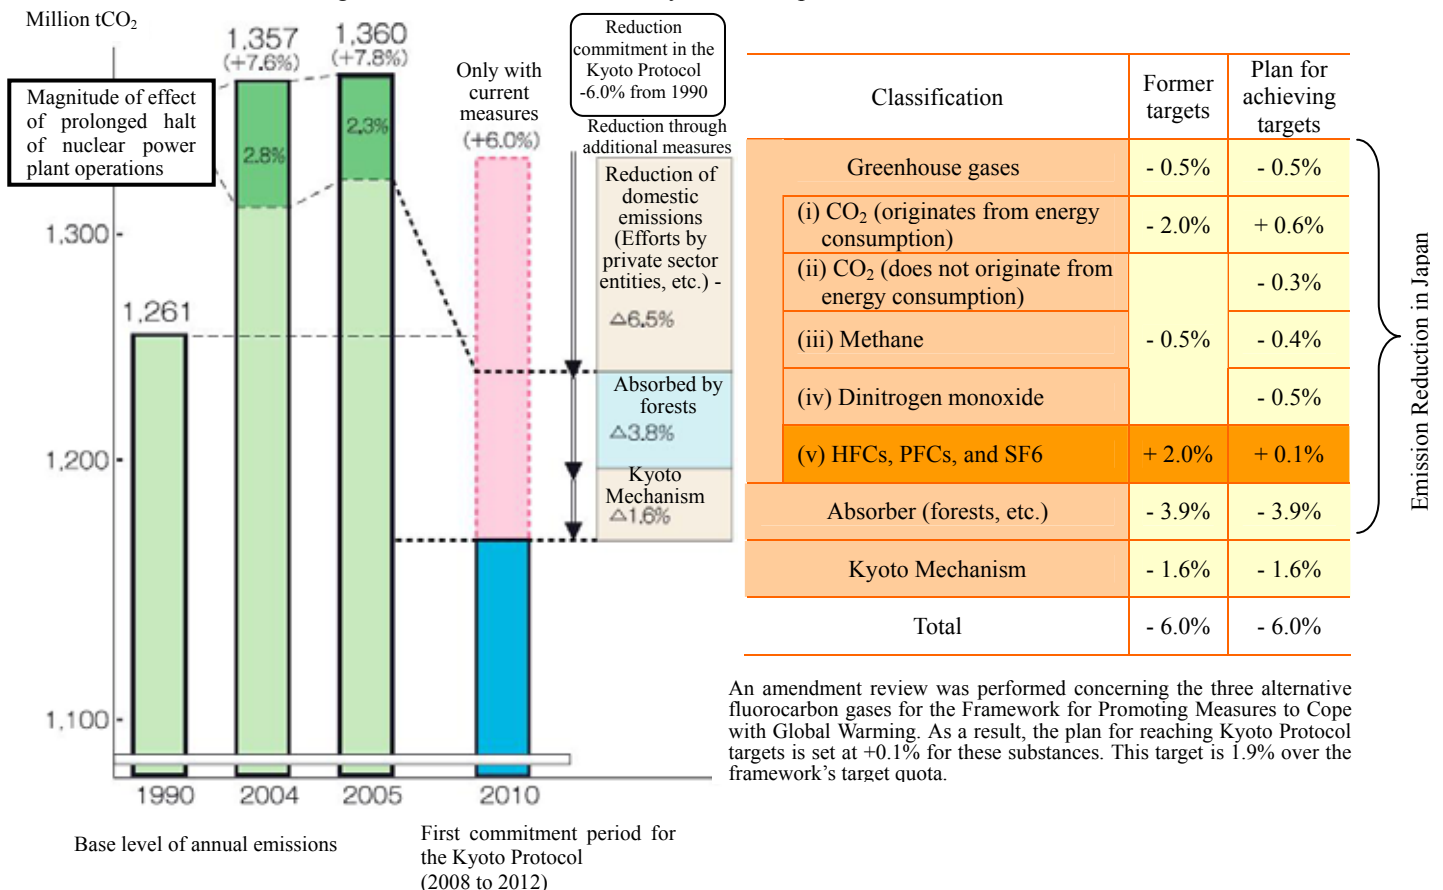 Million tCO₂
1,357
(+7.6%)
1,360
(+7.8%)
Magnitude of effect
of prolonged halt
of nuclear power
plant operations
2.8%
2.3%
1,300
1,261
1,200
1,100
1990
2004
2005
2010
Only with
current
measures
(+6.0%)
Reduction
commitment in the
Kyoto Protocol
-6.0% from 1990
Reduction through
additional measures
Reduction of
domestic
emissions
(Efforts by
private sector
entities, etc.) -
△6.5%
Absorbed by
forests
△3.8%
Kyoto
Mechanism
△1.6%
Base level of annual emissions
First commitment period for
the Kyoto Protocol
(2008 to 2012)
Classification
Former
targets
Plan for
achieving
targets
Greenhouse gases
- 0.5%
- 0.5%
(i) CO₂ (originates from energy
consumption)
- 2.0%
+ 0.6%
(ii) CO₂ (does not originate from
energy consumption)
- 0.3%
(iii) Methane
- 0.5%
- 0.4%
(iv) Dinitrogen monoxide
- 0.5%
(v) HFCs, PFCs, and SF6
+ 2.0%
+ 0.1%
Absorber (forests, etc.)
- 3.9%
- 3.9%
Kyoto Mechanism
- 1.6%
- 1.6%
Total
- 6.0%
- 6.0%
Emission Reduction in Japan
An amendment review was performed concerning the three alternative
fluorocarbon gases for the Framework for Promoting Measures to Cope
with Global Warming. As a result, the plan for reaching Kyoto Protocol
targets is set at +0.1% for these substances. This target is 1.9% over the
framework's target quota.